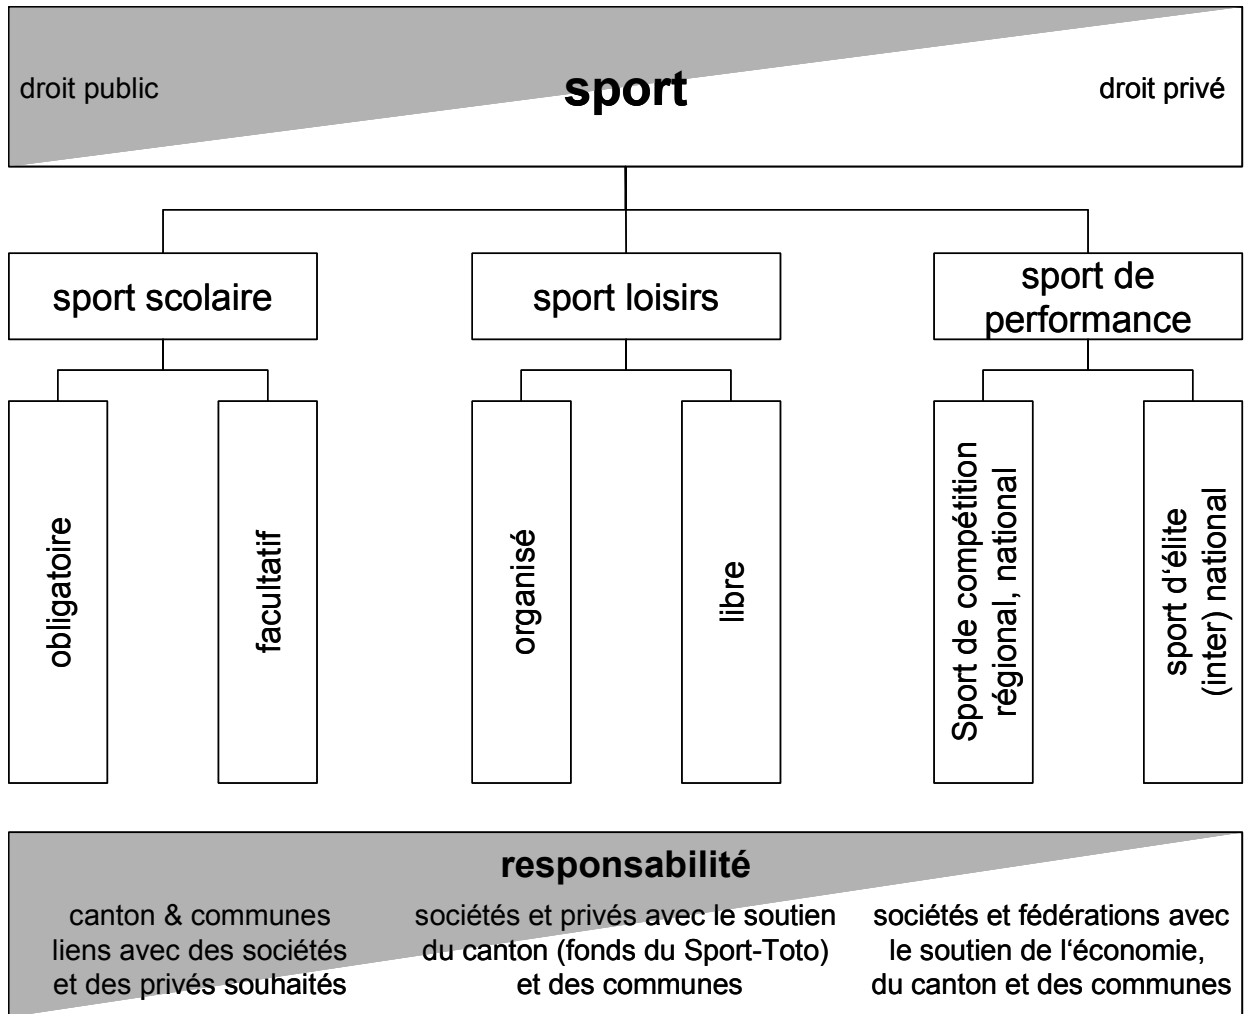 droit public
sport
droit privé
sport scolaire
sport loisirs
sport de
performance
obligatoire
facultatif
organisé
libre
Sport de compétition
régional, national
sport d‘élite
(inter) national
responsabilité
canton & communes
liens avec des sociétés
et des privés souhaités
sociétés et privés avec le soutien
du canton (fonds du Sport-Toto)
et des communes
sociétés et fédérations avec
le soutien de l‘économie,
du canton et des communes